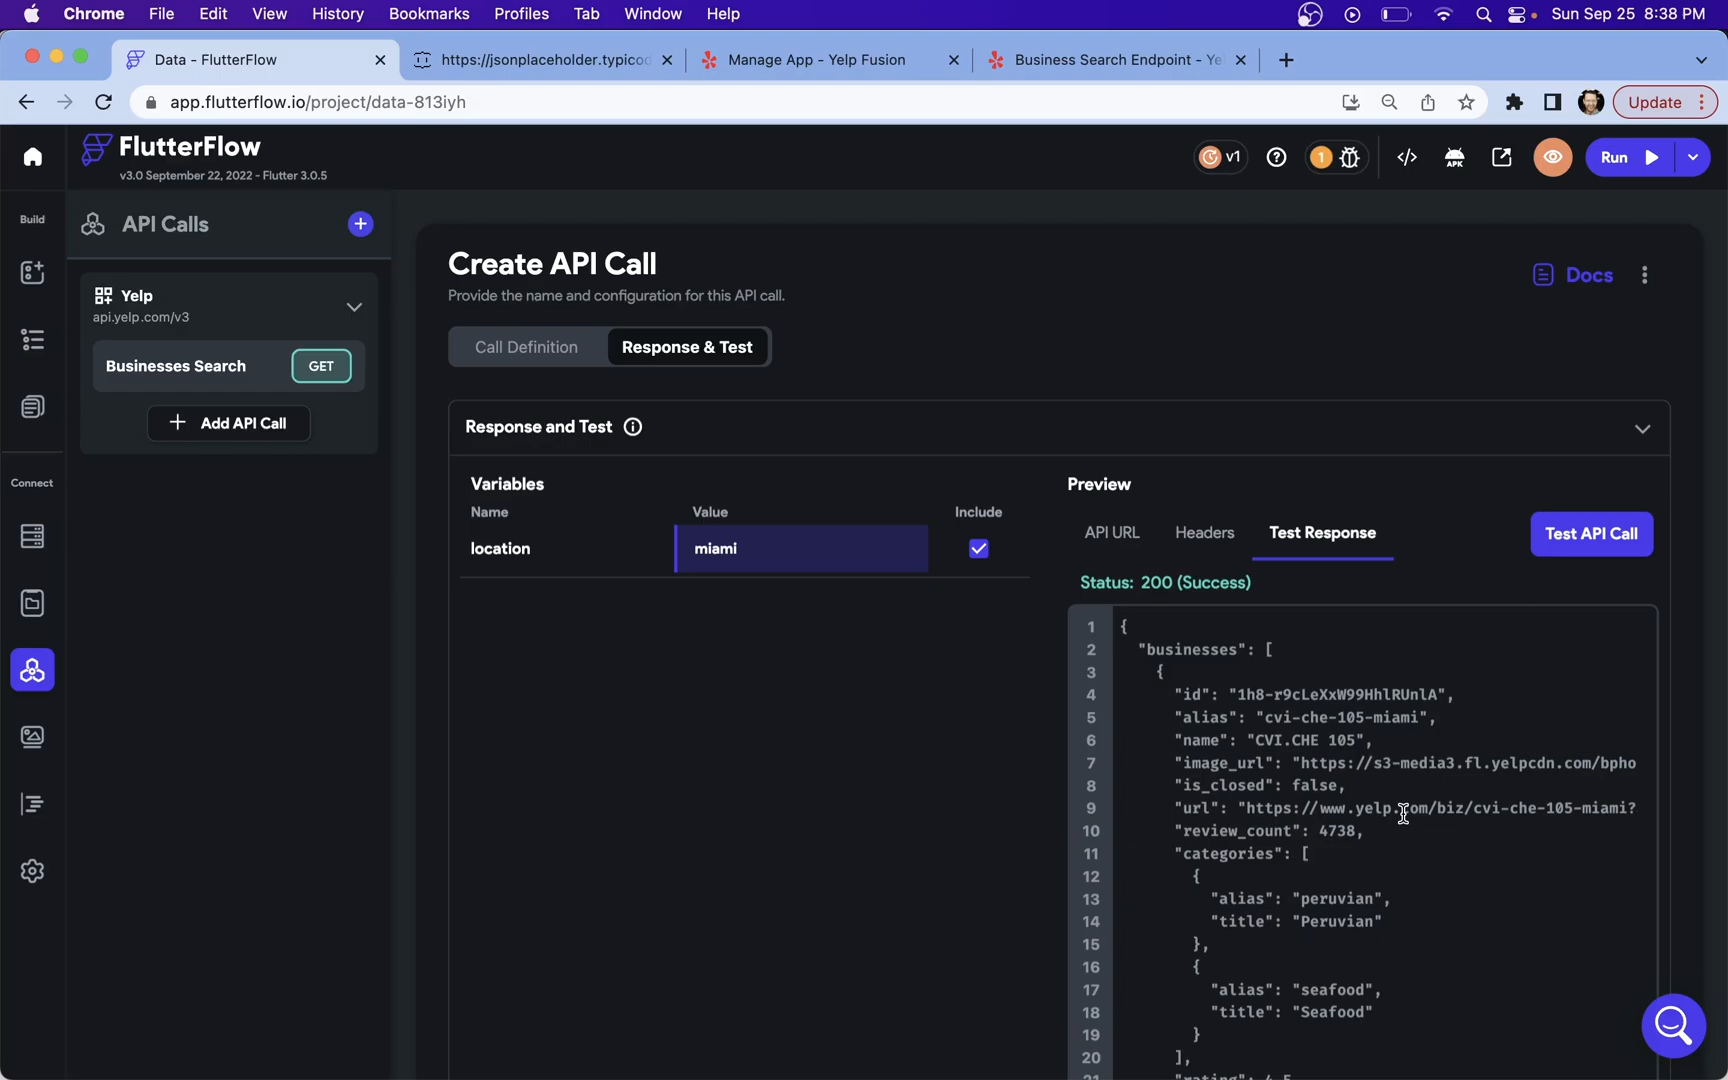 Chrome File Edit View History Bookmarks Profiles Tab Window Help Sun Sep 25 8:38 PM
Data - FlutterFlow https://jsonplaceholder.typico Manage App - Yelp Fusion Business Search Endpoint - Ye
app.flutterflow.io/project/data-813iyh Update
FlutterFlow
v3.0 September 22, 2022 - Flutter 3.0.5
v1 1 APK Run
Build
API Calls
Yelp
api.yelp.com/v3
Businesses Search GET
Add API Call
Connect
Create API Call
Provide the name and configuration for this API call.
Docs
Call Definition Response & Test
Response and Test
Variables
Name Value Include
location miami
Preview
API URL Headers Test Response Test API Call
Status: 200 (Success)
1 {
2 "businesses": [
3 {
4 "id": "1h8-r9cLeXxW99HhlRUnlA",
5 "alias": "cvi-che-105-miami",
6 "name": "CVI.CHE 105",
7 "image_url": "https://s3-media3.fl.yelpcdn.com/bpho
8 "is_closed": false,
9 "url": "https://www.yelp.com/biz/cvi-che-105-miami?
10 "review_count": 4738,
11 "categories": [
12 {
13 "alias": "peruvian",
14 "title": "Peruvian"
15 },
16 {
17 "alias": "seafood",
18 "title": "Seafood"
19 }
20 ],
21 "rating": 4.5